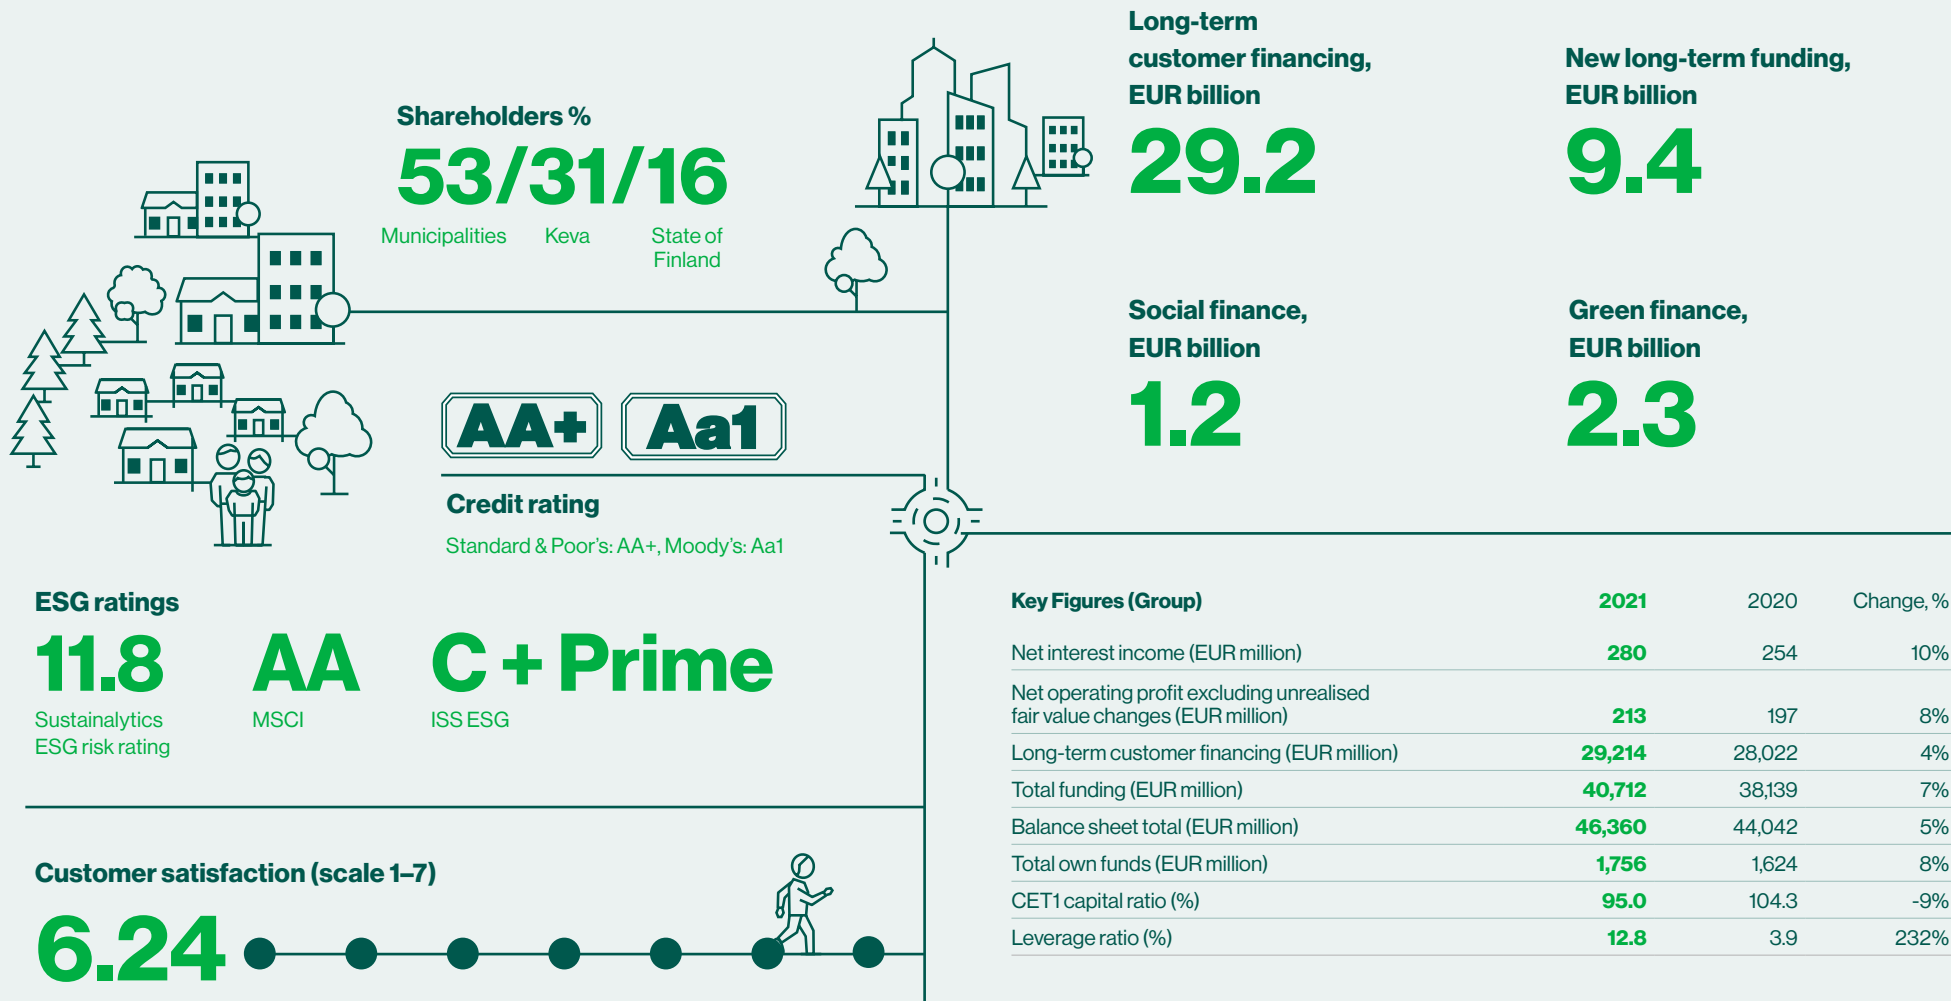 Shareholders %
53/31/16
Municipalities Keva State of
Finland
Long-term
customer financing,
EUR billion
29.2
New long-term funding,
EUR billion
9.4
Social finance,
EUR billion
1.2
Green finance,
EUR billion
2.3
AA+ Aa1
Credit rating
Standard & Poor's: AA+, Moody's: Aa1
ESG ratings
11.8 AA C + Prime
Sustainalytics MSCI ISS ESG
ESG risk rating
Customer satisfaction (scale 1–7)
6.24
Key Figures (Group) 2021 2020 Change, %
Net interest income (EUR million) 280 254 10%
Net operating profit excluding unrealised
fair value changes (EUR million) 213 197 8%
Long-term customer financing (EUR million) 29,214 28,022 4%
Total funding (EUR million) 40,712 38,139 7%
Balance sheet total (EUR million) 46,360 44,042 5%
Total own funds (EUR million) 1,756 1,624 8%
CET1 capital ratio (%) 95.0 104.3 -9%
Leverage ratio (%) 12.8 3.9 232%